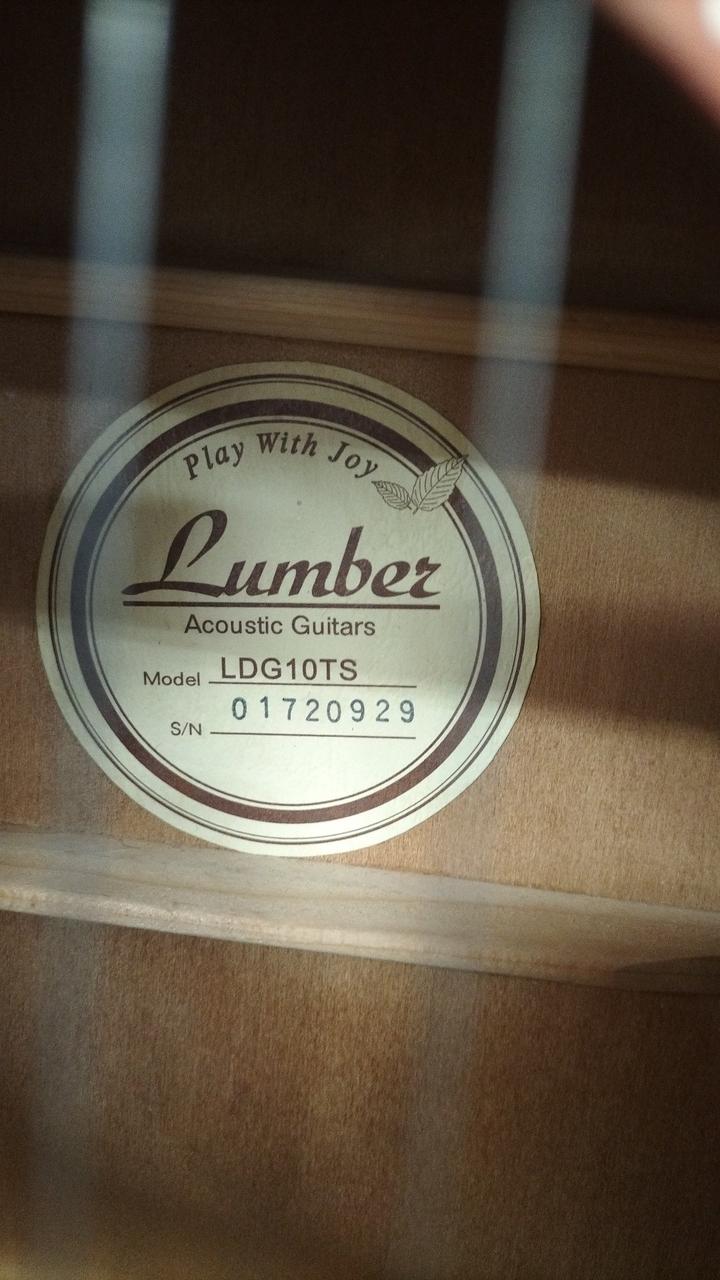 Play With Joy
Lumber
Acoustic Guitars
Model LDG10TS
S/N 01720929